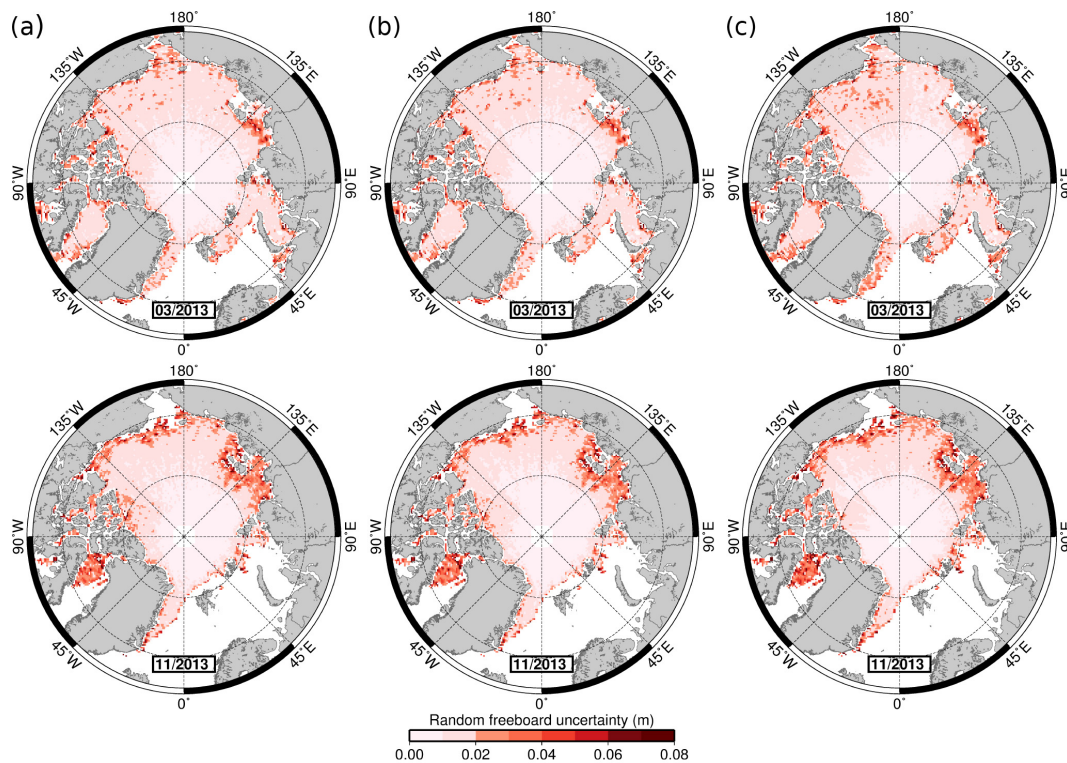 (a) (b) (c)
180˚ 180˚ 180˚
135˚W 135˚E 135˚W 135˚E 135˚W 135˚E
90˚W 90˚E 90˚W 90˚E 90˚W 90˚E
45˚W 45˚E 45˚W 45˚E 45˚W 45˚E
03/2013 03/2013 03/2013
0˚ 0˚ 0˚
180˚ 180˚ 180˚
135˚W 135˚E 135˚W 135˚E 135˚W 135˚E
90˚W 90˚E 90˚W 90˚E 90˚W 90˚E
45˚W 45˚E 45˚W 45˚E 45˚W 45˚E
11/2013 11/2013 11/2013
0˚ 0˚ 0˚
Random freeboard uncertainty (m)
0.00 0.02 0.04 0.06 0.08